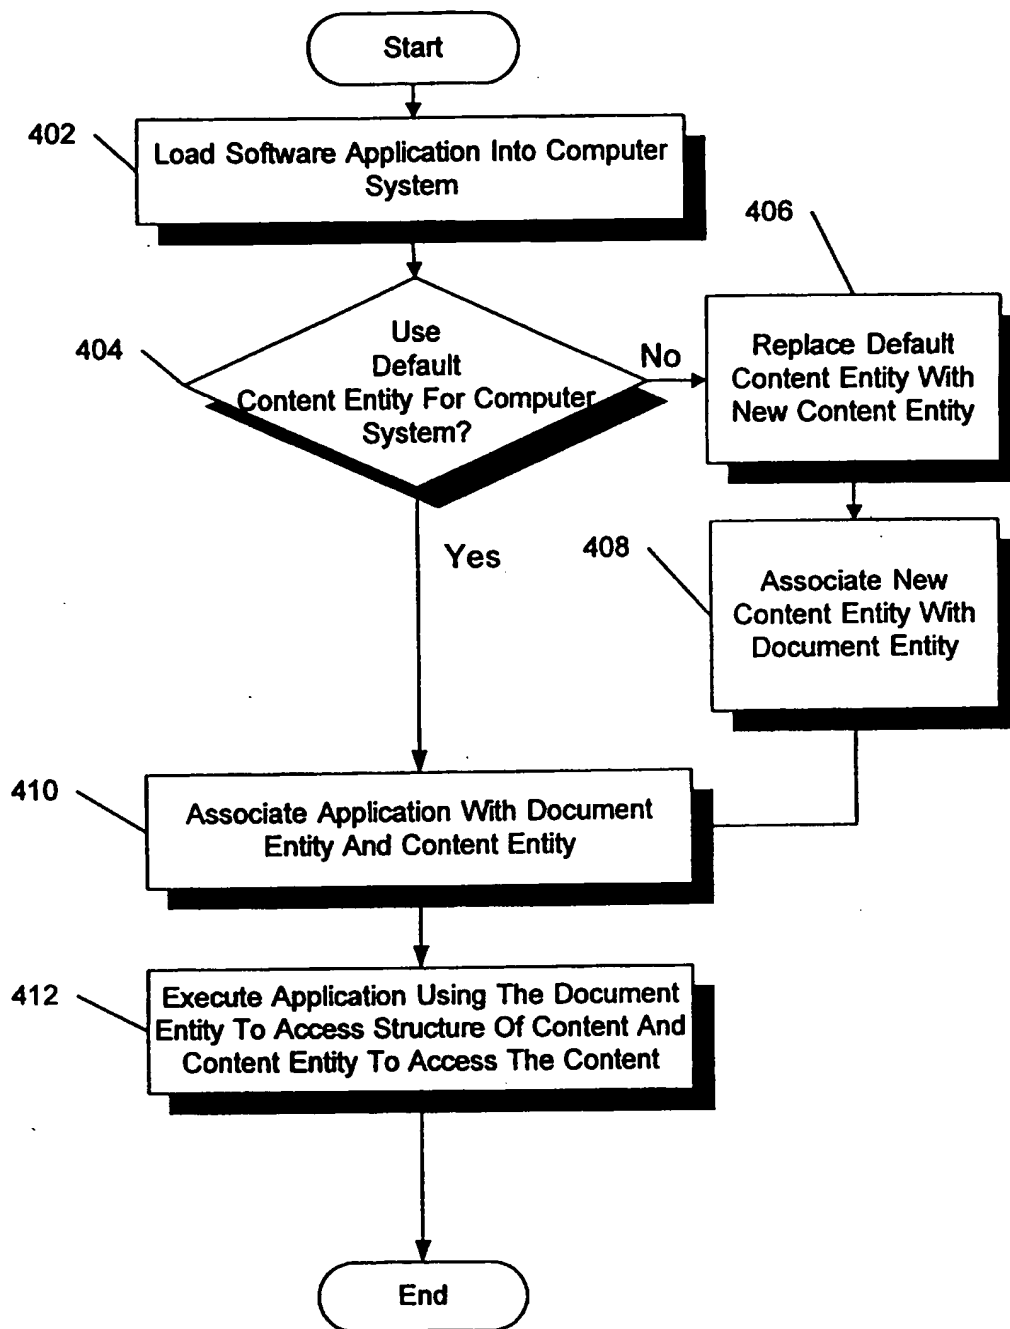 Start
402
Load Software Application Into Computer
System
404
Use
Default
Content Entity For Computer
System?
No
406
Replace Default
Content Entity With
New Content Entity
408
Associate New
Content Entity With
Document Entity
Yes
410
Associate Application With Document
Entity And Content Entity
412
Execute Application Using The Document
Entity To Access Structure Of Content And
Content Entity To Access The Content
End